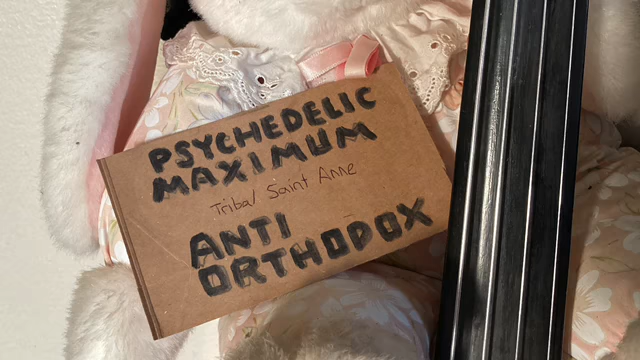 PSYCHEDELIC
MAXIMUM
Tribal Saint Anne
ANTI
ORTHODOX